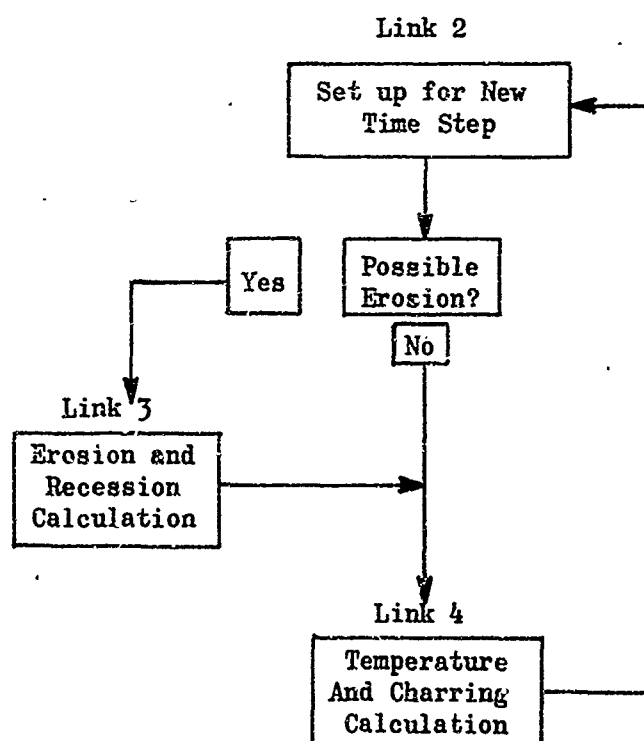 Link 2
Set up for New
Time Step
Possible
Erosion?
Yes
No
Link 3
Erosion and
Recession
Calculation
Link 4
Temperature
And Charring
Calculation